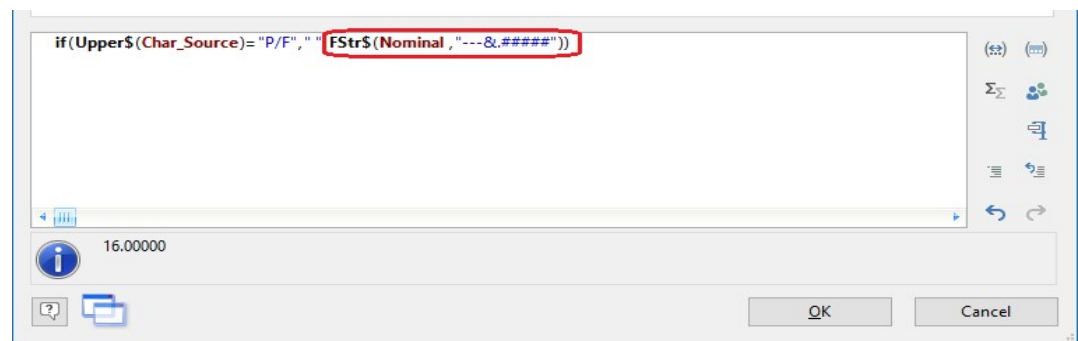 if(Upper$(Char_Source)="P/F"," " FStr$(Nominal ,"---&.#####"))
16.00000
OK
Cancel